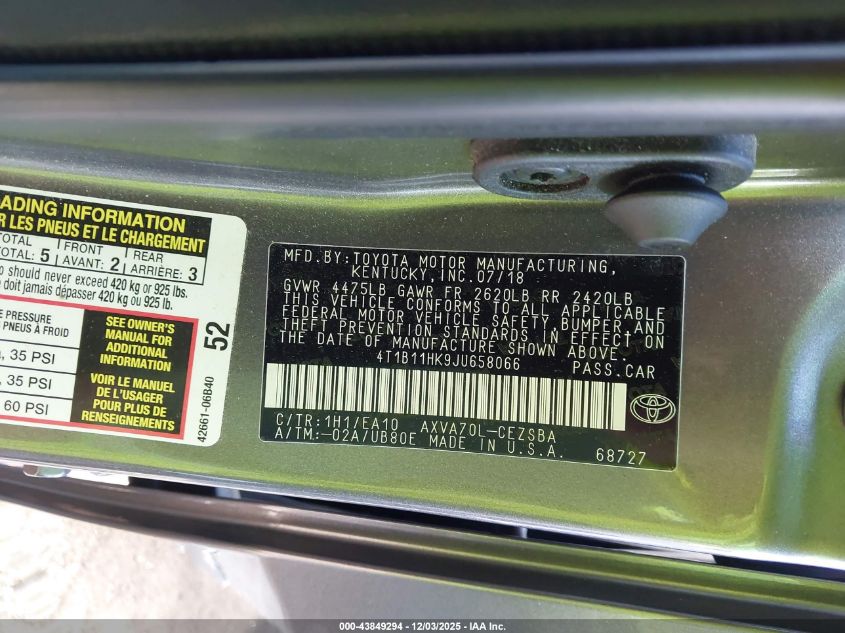 ADING INFORMATION
R LES PNEUS ET LE CHARGEMENT
TOTAL FRONT REAR
TOTAL: 5 AVANT: 2 ARRIÈRE: 3
should never exceed 420 kg or 925 lbs.
doit jamais dépasser 420 kg ou 925 lb.
PRESSURE
PNEUS À FROID
35 PSI
35 PSI
60 PSI
SEE OWNER'S
MANUAL FOR
ADDITIONAL
INFORMATION
VOIR LE MANUEL
DE L'USAGER
POUR PLUS DE
RENSEIGNEMENTS
52
42661-06B40
MFD.BY:TOYOTA MOTOR MANUFACTURING,
KENTUCKY,INC.07/18
GVWR 4475LB GAWR FR 2620LB RR 2420LB
THIS VEHICLE CONFORMS TO ALL APPLICABLE
FEDERAL MOTOR VEHICLE SAFETY,BUMPER,AND
THEFT PREVENTION STANDARDS IN EFFECT ON
THE DATE OF MANUFACTURE SHOWN ABOVE.
4T1B11HK9JU658066 PASS.CAR
C/TR:1H1/EA10 AXVA70L-CEZSBA
A/TM:-02A/UB80E MADE IN U.S.A. 68727
000-43849294 - 12/03/2025 - IAA Inc.